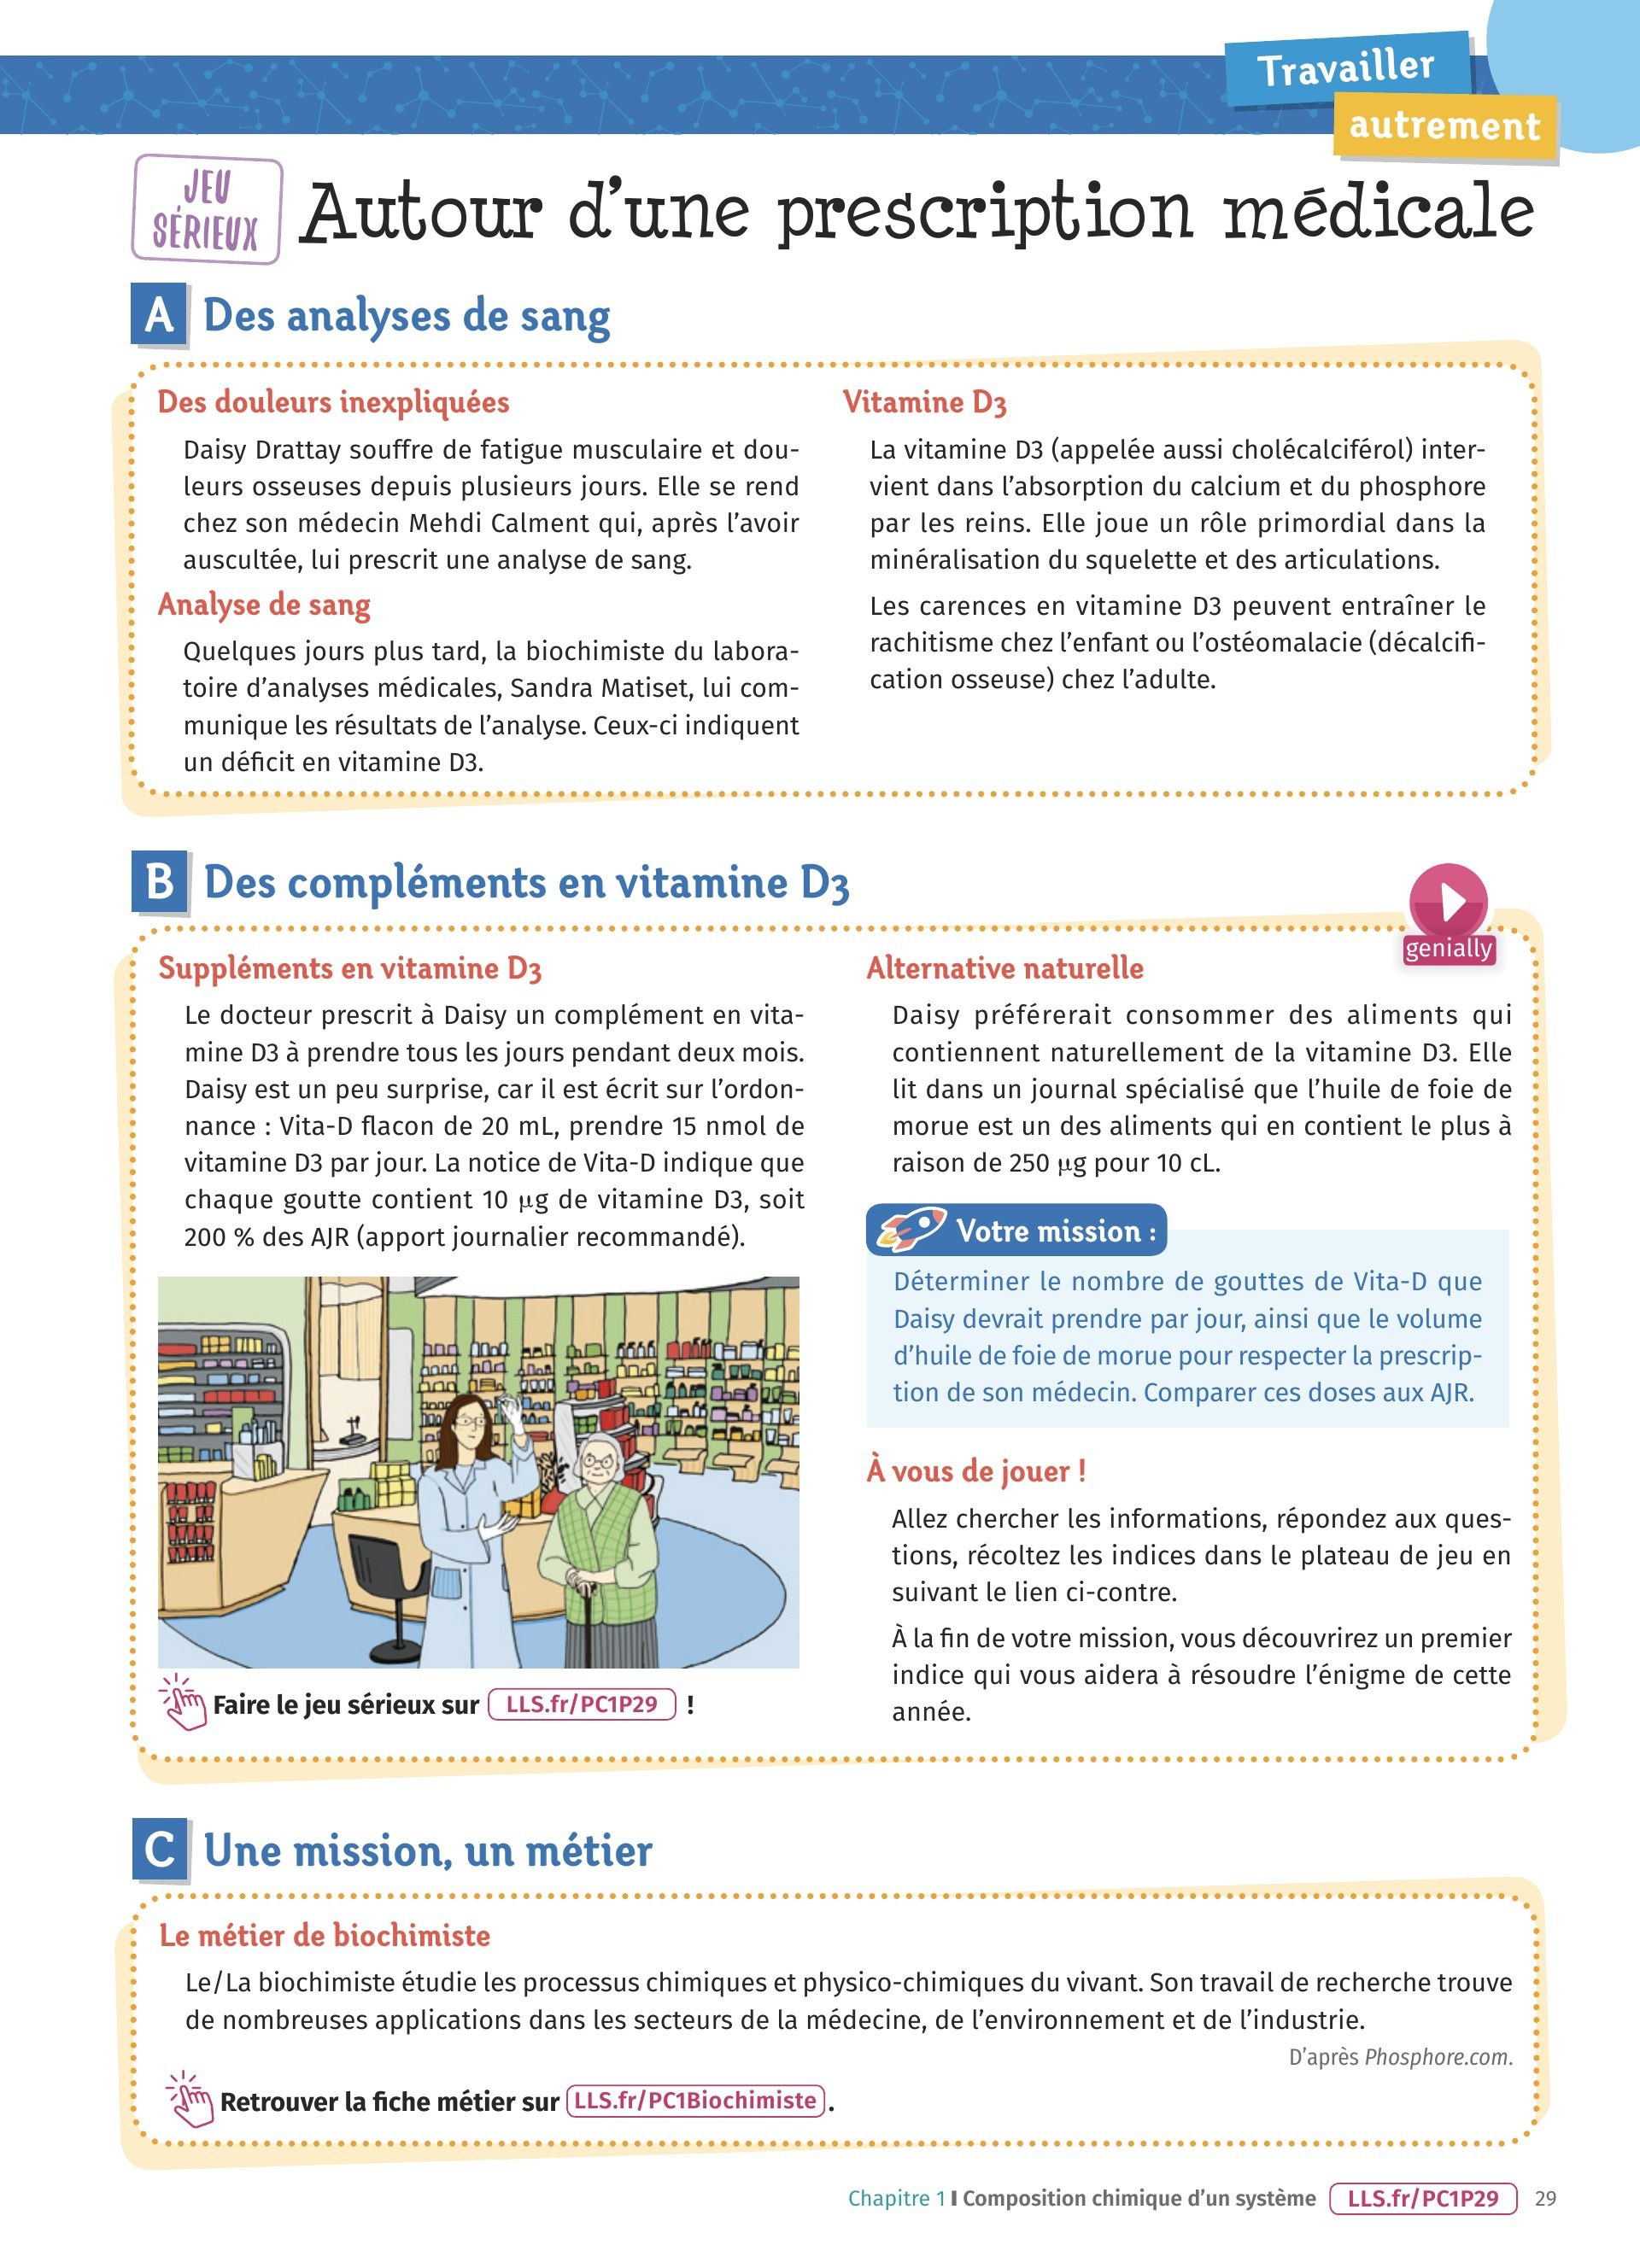 Travailler
autrement
JEU
SÉRIEUX
Autour d'une prescription médicale
A Des analyses de sang
Des douleurs inexpliquées
Daisy Drattay souffre de fatigue musculaire et dou-
leurs osseuses depuis plusieurs jours. Elle se rend
chez son médecin Mehdi Calment qui, après l'avoir
auscultée, lui prescrit une analyse de sang.
Analyse de sang
Quelques jours plus tard, la biochimiste du labora-
toire d'analyses médicales, Sandra Matiset, lui com-
munique les résultats de l'analyse. Ceux-ci indiquent
un déficit en vitamine D3.
Vitamine D3
La vitamine D3 (appelée aussi cholécalciférol) inter-
vient dans l'absorption du calcium et du phosphore
par les reins. Elle joue un rôle primordial dans la
minéralisation du squelette et des articulations.
Les carences en vitamine D3 peuvent entraîner le
rachitisme chez l'enfant ou l'ostéomalacie (décalcifi-
cation osseuse) chez l'adulte.
B Des compléments en vitamine D3
genially
Suppléments en vitamine D3
Le docteur prescrit à Daisy un complément en vita-
mine D3 à prendre tous les jours pendant deux mois.
Daisy est un peu surprise, car il est écrit sur l'ordon-
nance : Vita-D flacon de 20 mL, prendre 15 nmol de
vitamine D3 par jour. La notice de Vita-D indique que
chaque goutte contient 10 µg de vitamine D3, soit
200 % des AJR (apport journalier recommandé).
Faire le jeu sérieux sur LLS.fr/PC1P29 !
Alternative naturelle
Daisy préférerait consommer des aliments qui
contiennent naturellement de la vitamine D3. Elle
lit dans un journal spécialisé que l'huile de foie de
morue est un des aliments qui en contient le plus à
raison de 250 µg pour 10 cL.
Votre mission :
Déterminer le nombre de gouttes de Vita-D que
Daisy devrait prendre par jour, ainsi que le volume
d'huile de foie de morue pour respecter la prescrip-
tion de son médecin. Comparer ces doses aux AJR.
À vous de jouer !
Allez chercher les informations, répondez aux ques-
tions, récoltez les indices dans le plateau de jeu en
suivant le lien ci-contre.
À la fin de votre mission, vous découvrirez un premier
indice qui vous aidera à résoudre l'énigme de cette
année.
C Une mission, un métier
Le métier de biochimiste
Le/La biochimiste étudie les processus chimiques et physico-chimiques du vivant. Son travail de recherche trouve
de nombreuses applications dans les secteurs de la médecine, de l'environnement et de l'industrie.
D'après Phosphore.com.
Retrouver la fiche métier sur LLS.fr/PC1Biochimiste .
Chapitre 1 I Composition chimique d'un système LLS.fr/PC1P29 29